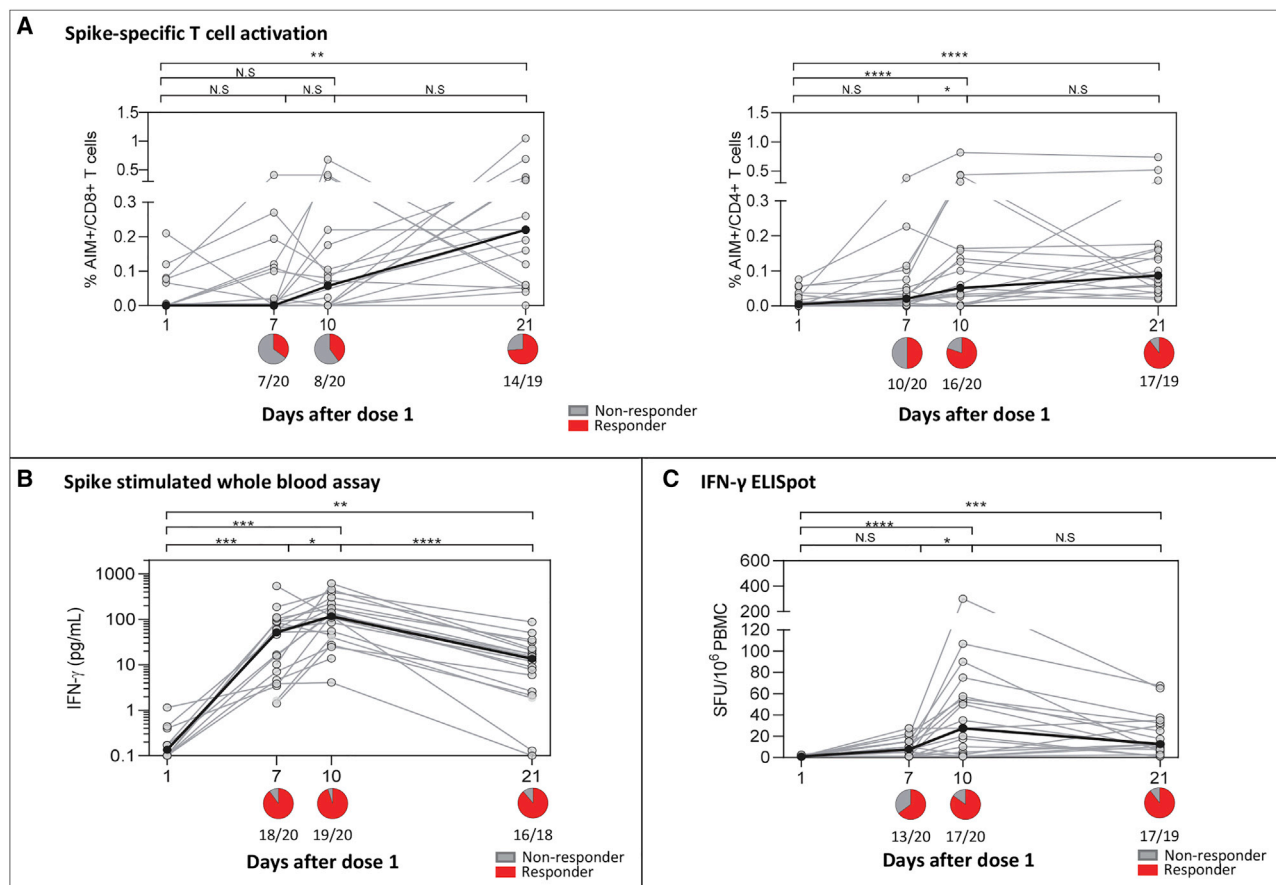 A
Spike-specific T cell activation
**
N.S
N.S
N.S
N.S
% AIM+/CD8+ T cells
1.5
1.0
0.5
0.3
0.2
0.1
0.0
1
7
10
21
7/20
8/20
14/19
Days after dose 1
****
****
N.S
*
N.S
% AIM+/CD4+ T cells
1.5
1.0
0.5
0.3
0.2
0.1
0.0
1
7
10
21
10/20
16/20
17/19
Days after dose 1
Non-responder
Responder
B
Spike stimulated whole blood assay
**
***
***
*
****
IFN-γ (pg/mL)
1000
100
10
1
0.1
1
7
10
21
18/20
19/20
16/18
Days after dose 1
Non-responder
Responder
C
IFN-γ ELISpot
***
****
N.S
*
N.S
SFU/10⁶ PBMC
600
400
200
120
100
80
60
40
20
0
1
7
10
21
13/20
17/20
17/19
Days after dose 1
Non-responder
Responder